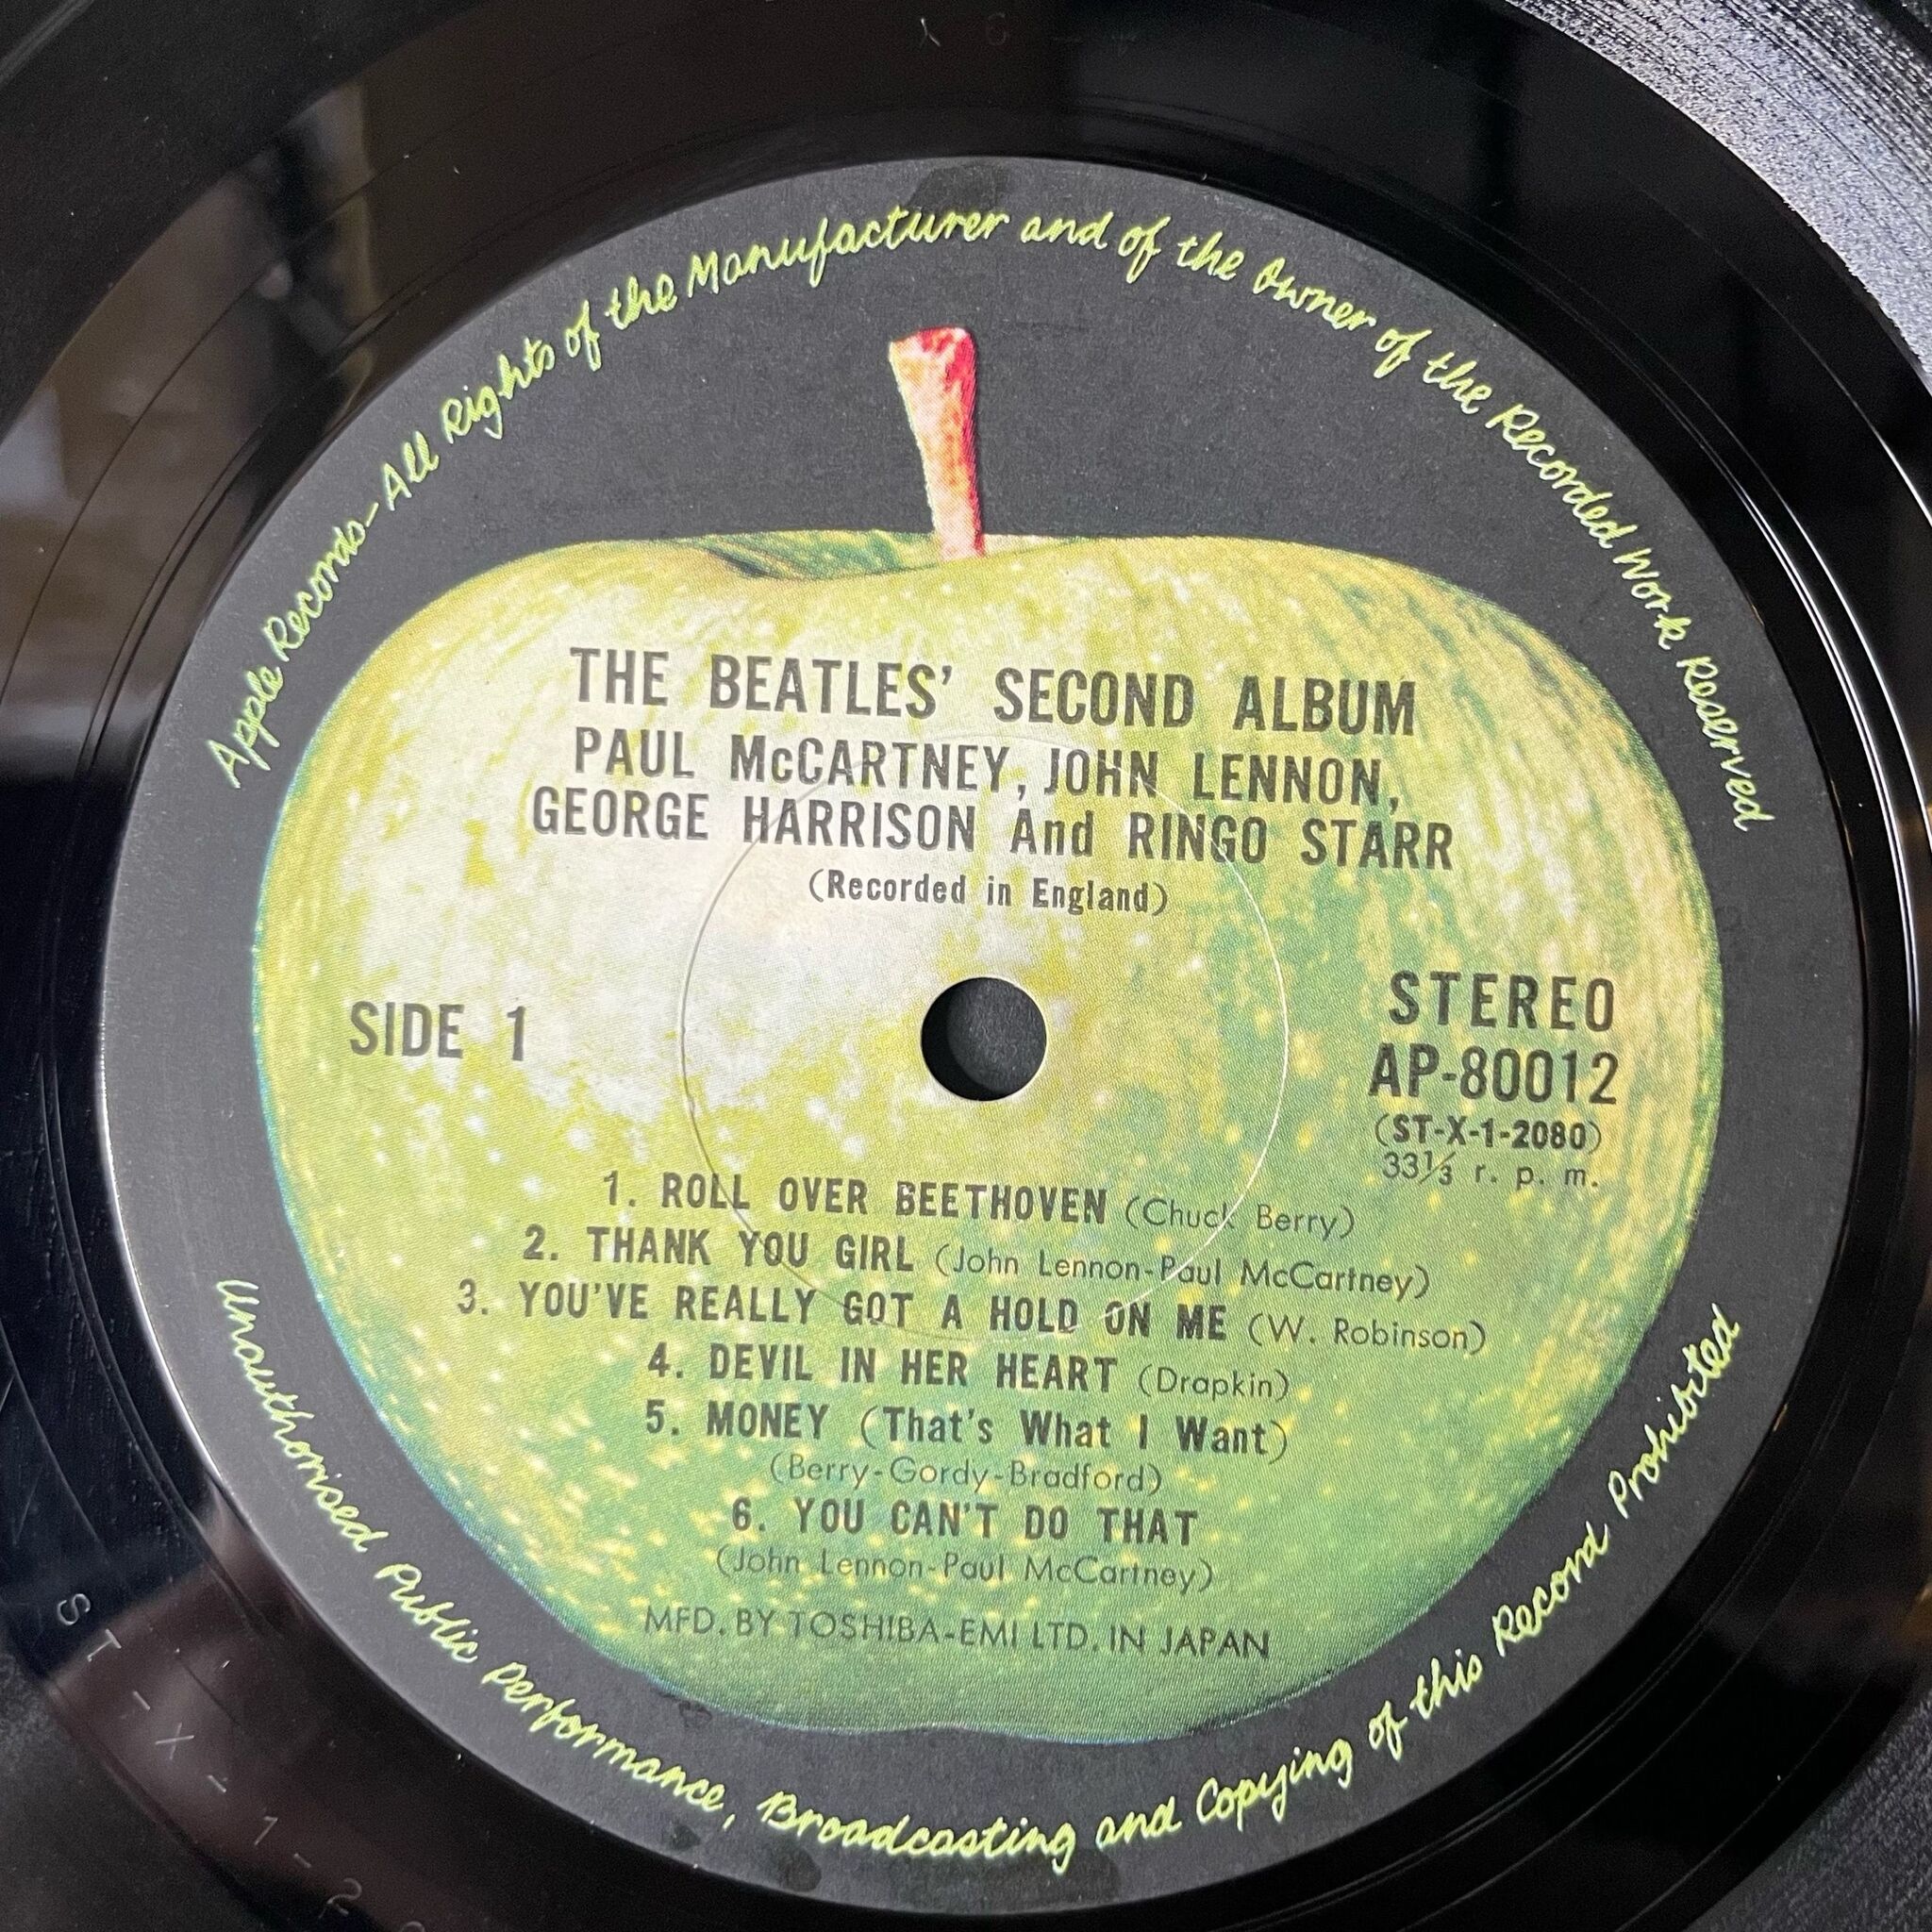 Apple Records-All Rights of the Manufacturer and of the Owner of the Recorded Work Reserved
THE BEATLES' SECOND ALBUM
PAUL McCARTNEY, JOHN LENNON,
GEORGE HARRISON And RINGO STARR
(Recorded in England)
SIDE 1
STEREO
AP-80012
(ST-X-1-2080)
33⅓ r. p. m.
1. ROLL OVER BEETHOVEN (Chuck Berry)
2. THANK YOU GIRL (John Lennon-Paul McCartney)
3. YOU'VE REALLY GOT A HOLD ON ME (W. Robinson)
4. DEVIL IN HER HEART (Drapkin)
5. MONEY (That's What I Want)
(Berry-Gordy-Bradford)
6. YOU CAN'T DO THAT
(John Lennon-Paul McCartney)
MFD. BY TOSHIBA-EMI LTD. IN JAPAN
Unauthorised Public Performance, Broadcasting and Copying of this Record Prohibited
ST-X-1-2